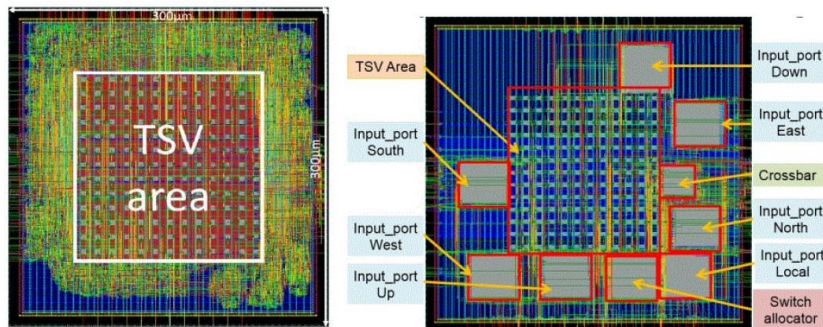 300µm
300µm
TSV
area
TSV Area
Input_port
South
Input_port
West
Input_port
Up
Input_port
Down
Input_port
East
Crossbar
Input_port
North
Input_port
Local
Switch
allocator